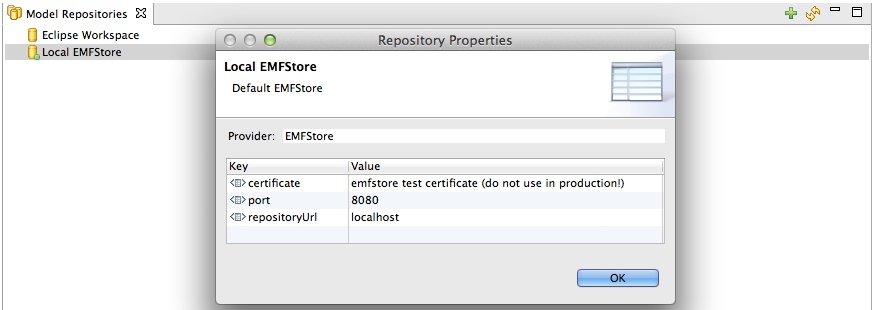 Model Repositories
Eclipse Workspace
Local EMFStore
Repository Properties
Local EMFStore
Default EMFStore
Provider: EMFStore
Key Value
certificate emfstore test certificate (do not use in production!)
port 8080
repositoryUrl localhost
OK